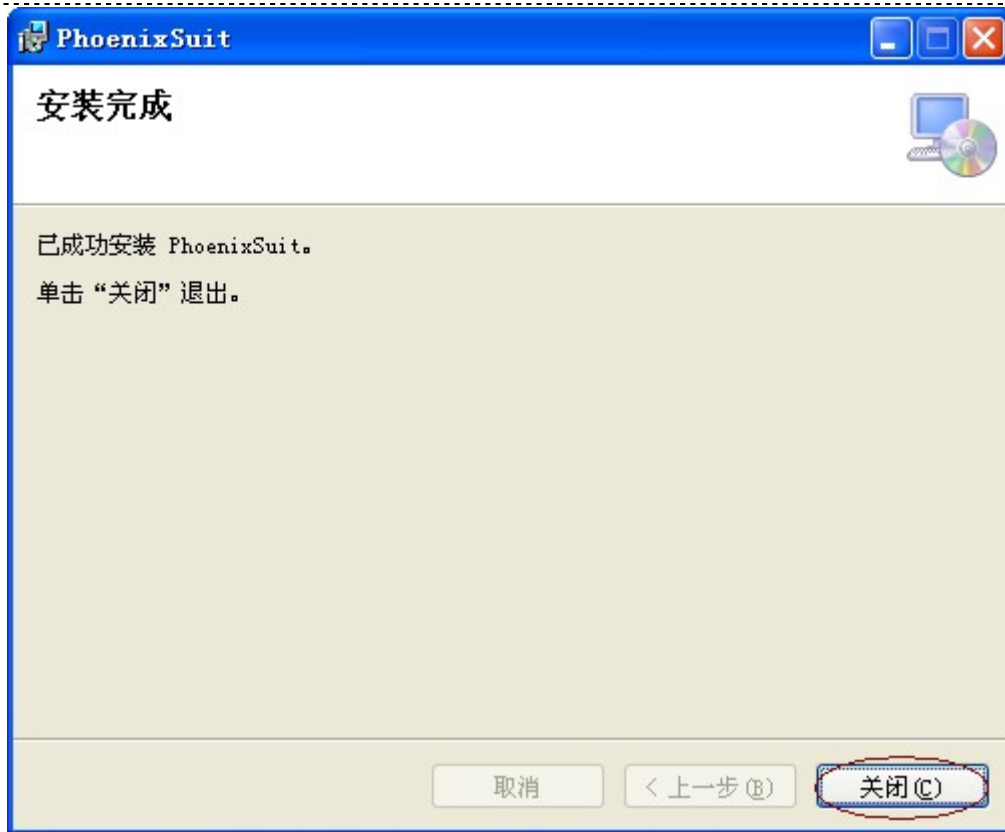 PhoenixSuit
安装完成
已成功安装 PhoenixSuit。
单击“关闭”退出。
取消
< 上一步(B)
关闭(C)